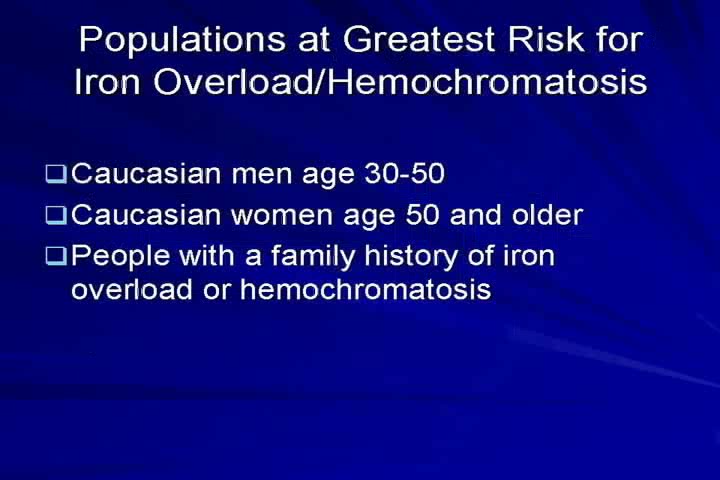 Populations at Greatest Risk for
Iron Overload/Hemochromatosis
Caucasian men age 30-50
Caucasian women age 50 and older
People with a family history of iron
overload or hemochromatosis